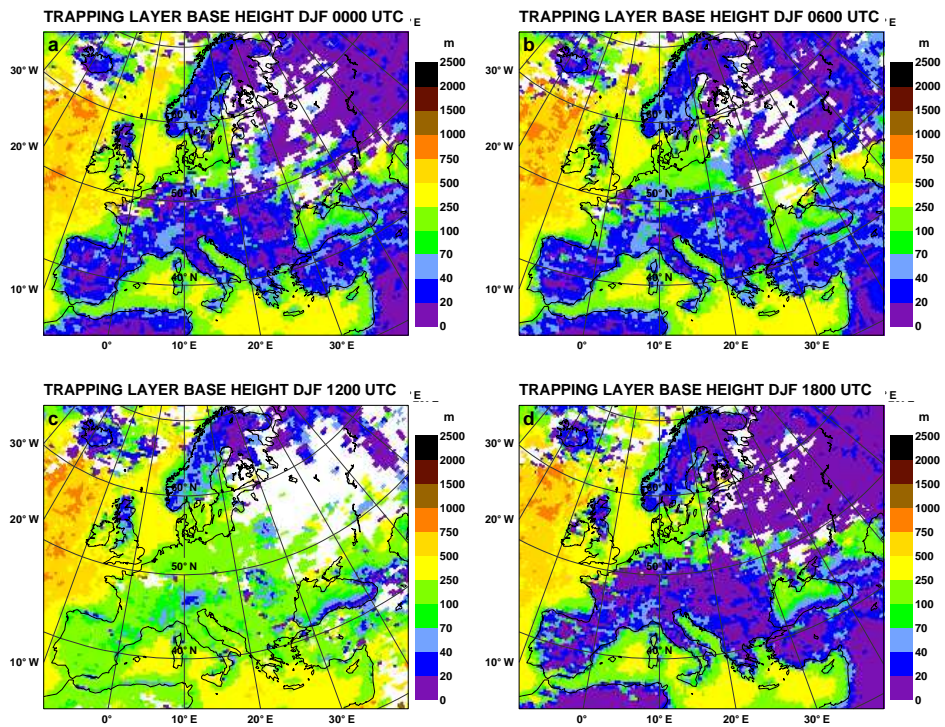 TRAPPING LAYER BASE HEIGHT DJF 0000 UTC
E
a
m
2500
2000
1500
1000
750
500
250
100
70
40
20
0
30° W
20° W
10° W
60° N
50° N
40° N
0°
10° E
20° E
30° E
TRAPPING LAYER BASE HEIGHT DJF 0600 UTC
E
b
m
2500
2000
1500
1000
750
500
250
100
70
40
20
0
30° W
20° W
10° W
60° N
50° N
40° N
0°
10° E
20° E
30° E
TRAPPING LAYER BASE HEIGHT DJF 1200 UTC
E
c
m
2500
2000
1500
1000
750
500
250
100
70
40
20
0
30° W
20° W
10° W
60° N
50° N
40° N
0°
10° E
20° E
30° E
TRAPPING LAYER BASE HEIGHT DJF 1800 UTC
E
d
m
2500
2000
1500
1000
750
500
250
100
70
40
20
0
30° W
20° W
10° W
60° N
50° N
40° N
0°
10° E
20° E
30° E